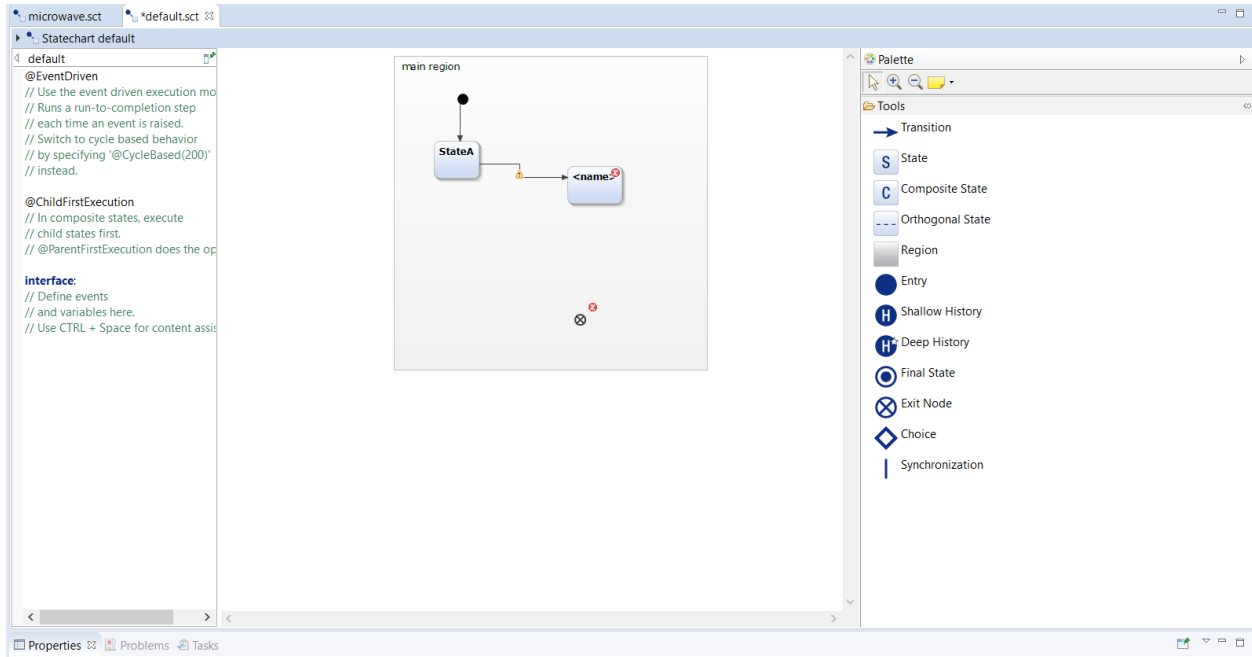 microwave.sct
*default.sct
Statechart default
default
@EventDriven
// Use the event driven execution mo
// Runs a run-to-completion step
// each time an event is raised.
// Switch to cycle based behavior
// by specifying '@CycleBased(200)'
// instead.
@ChildFirstExecution
// In composite states, execute
// child states first.
// @ParentFirstExecution does the op
interface:
// Define events
// and variables here.
// Use CTRL + Space for content assis
main region
StateA
<name>
Palette
Tools
Transition
S State
C Composite State
Orthogonal State
Region
Entry
H Shallow History
H* Deep History
Final State
Exit Node
Choice
Synchronization
Properties
Problems
Tasks